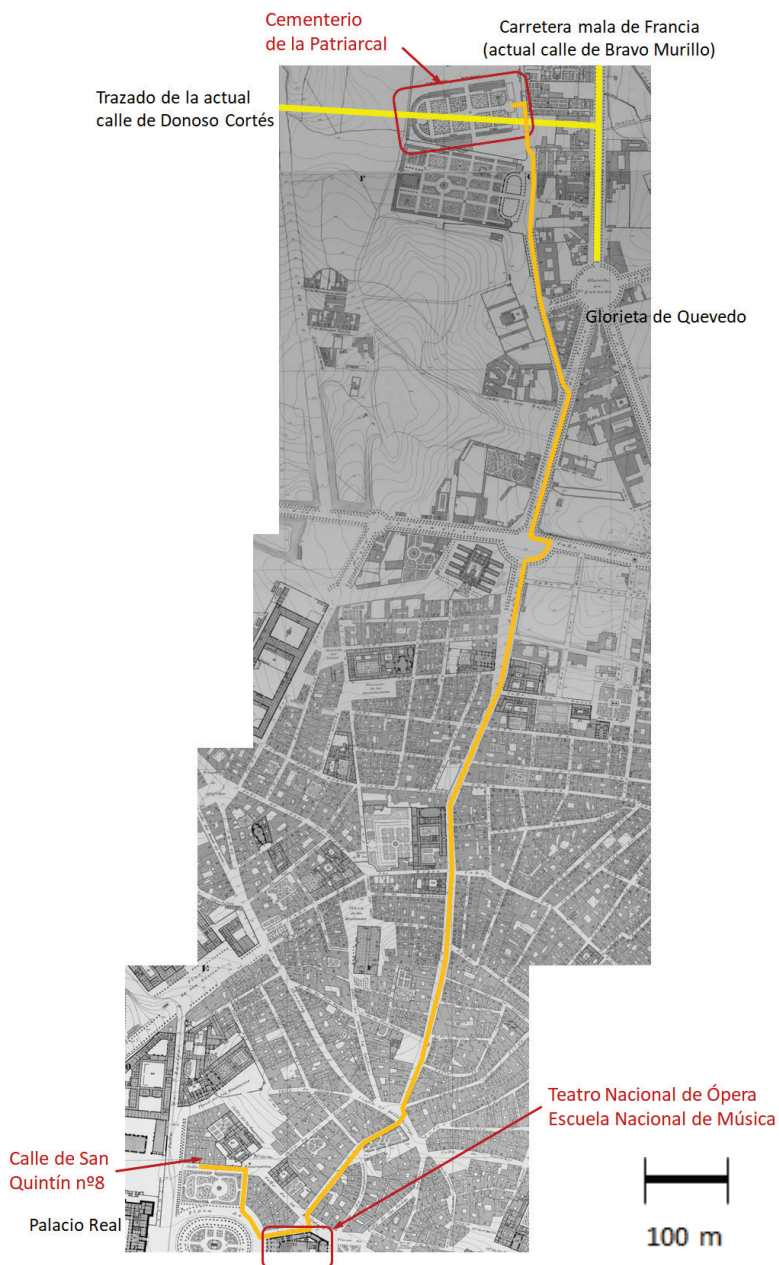 Cementerio
de la Patriarcal
Carretera mala de Francia
(actual calle de Bravo Murillo)
Trazado de la actual
calle de Donoso Cortés
Glorieta de Quevedo
Teatro Nacional de Ópera
Escuela Nacional de Música
Calle de San
Quintín nº8
Palacio Real
100 m